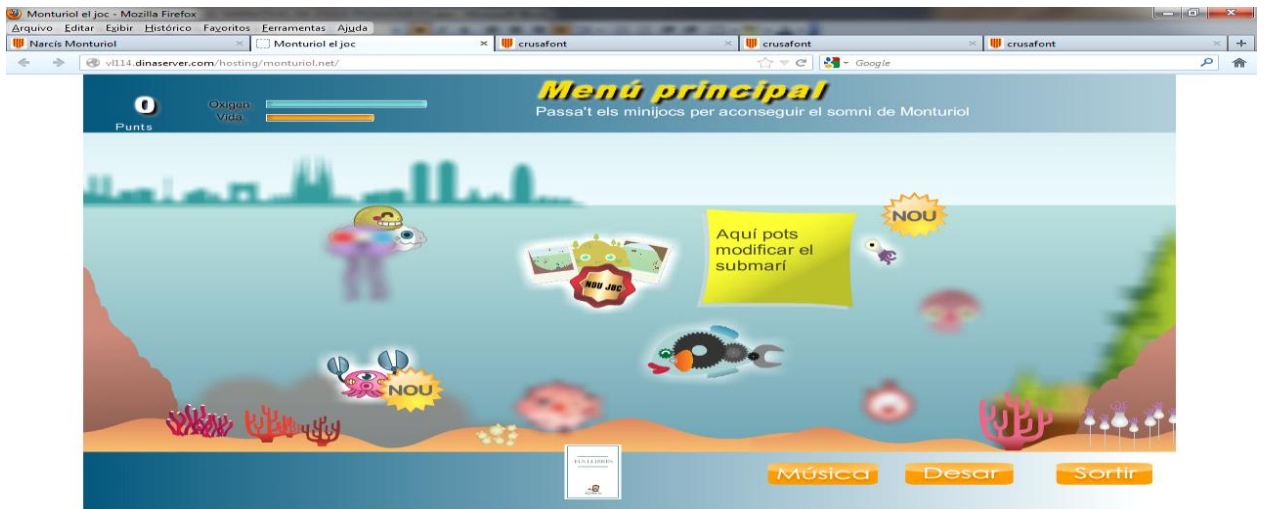 Monturiol el joc - Mozilla Firefox
Arquivo Editar Exibir Histórico Favoritos Ferramentas Ajuda
Narcís Monturiol
Monturiol el joc
crusafont
crusafont
crusafont
vl114.dinaserver.com/hosting/monturiol.net/
Google
0
Punts
Oxigen
Vida
Menú principal
Passa't els minijocs per aconseguir el somni de Monturiol
NOU
Aquí pots
modificar el
submarí
NOU JOC
NOU
Música
Desar
Sortir